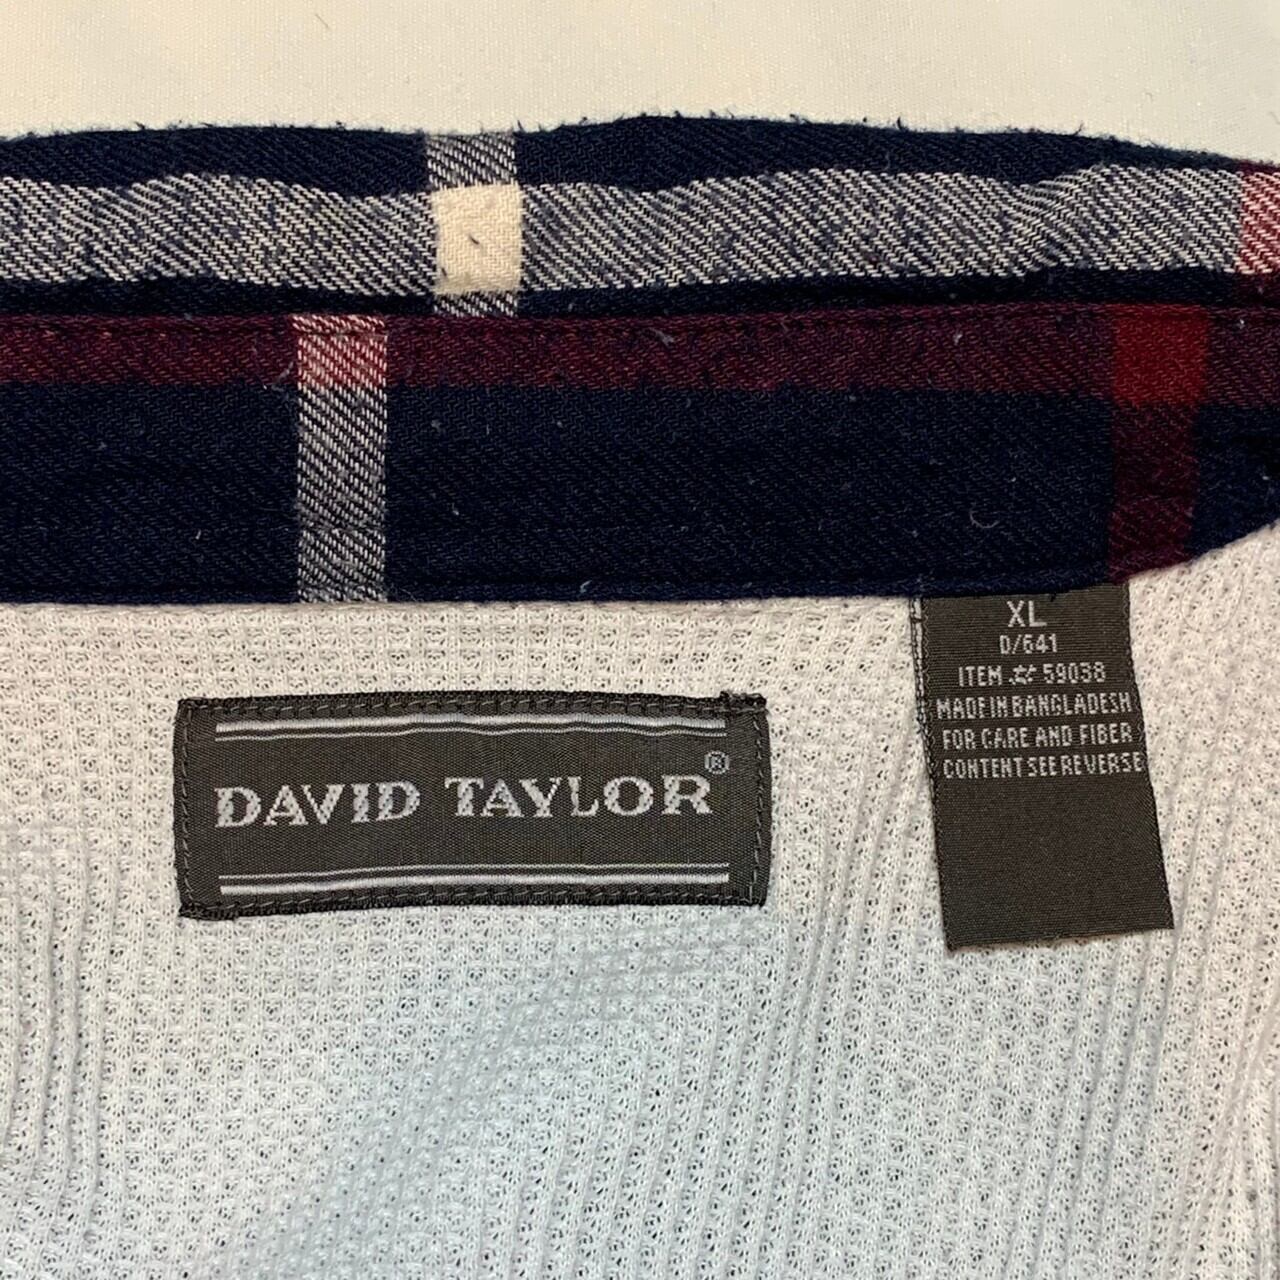 XL
D/641
ITEM # 59038
MADE IN BANGLADESH
FOR CARE AND FIBER
CONTENT SEE REVERSE
DAVID TAYLOR®